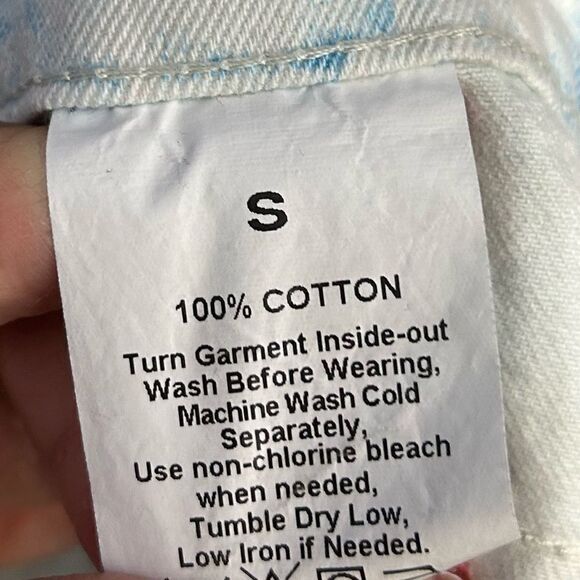 S
100% COTTON
Turn Garment Inside-out
Wash Before Wearing,
Machine Wash Cold
Separately,
Use non-chlorine bleach
when needed,
Tumble Dry Low,
Low Iron if Needed.